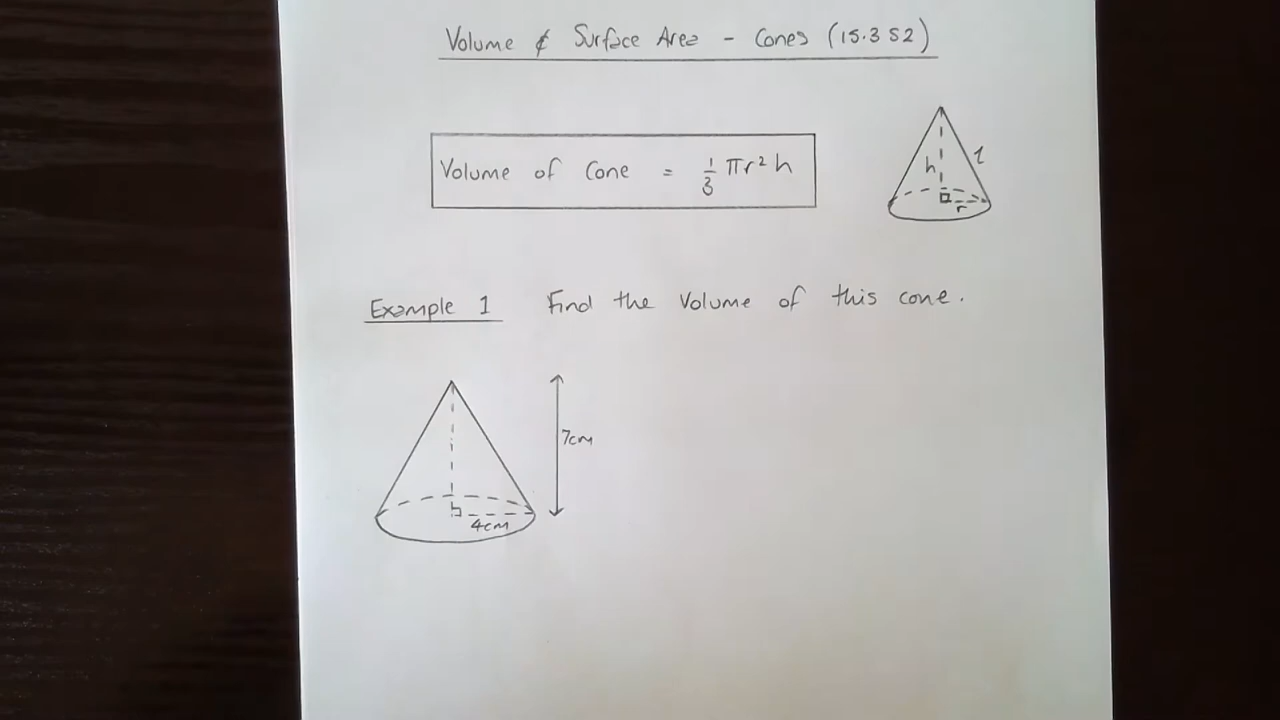 Volume & Surface Area - Cones (15.3 S2)
Volume of Cone = 1/3 πr²h
h
l
r
Example 1 Find the Volume of this cone.
7cm
4cm